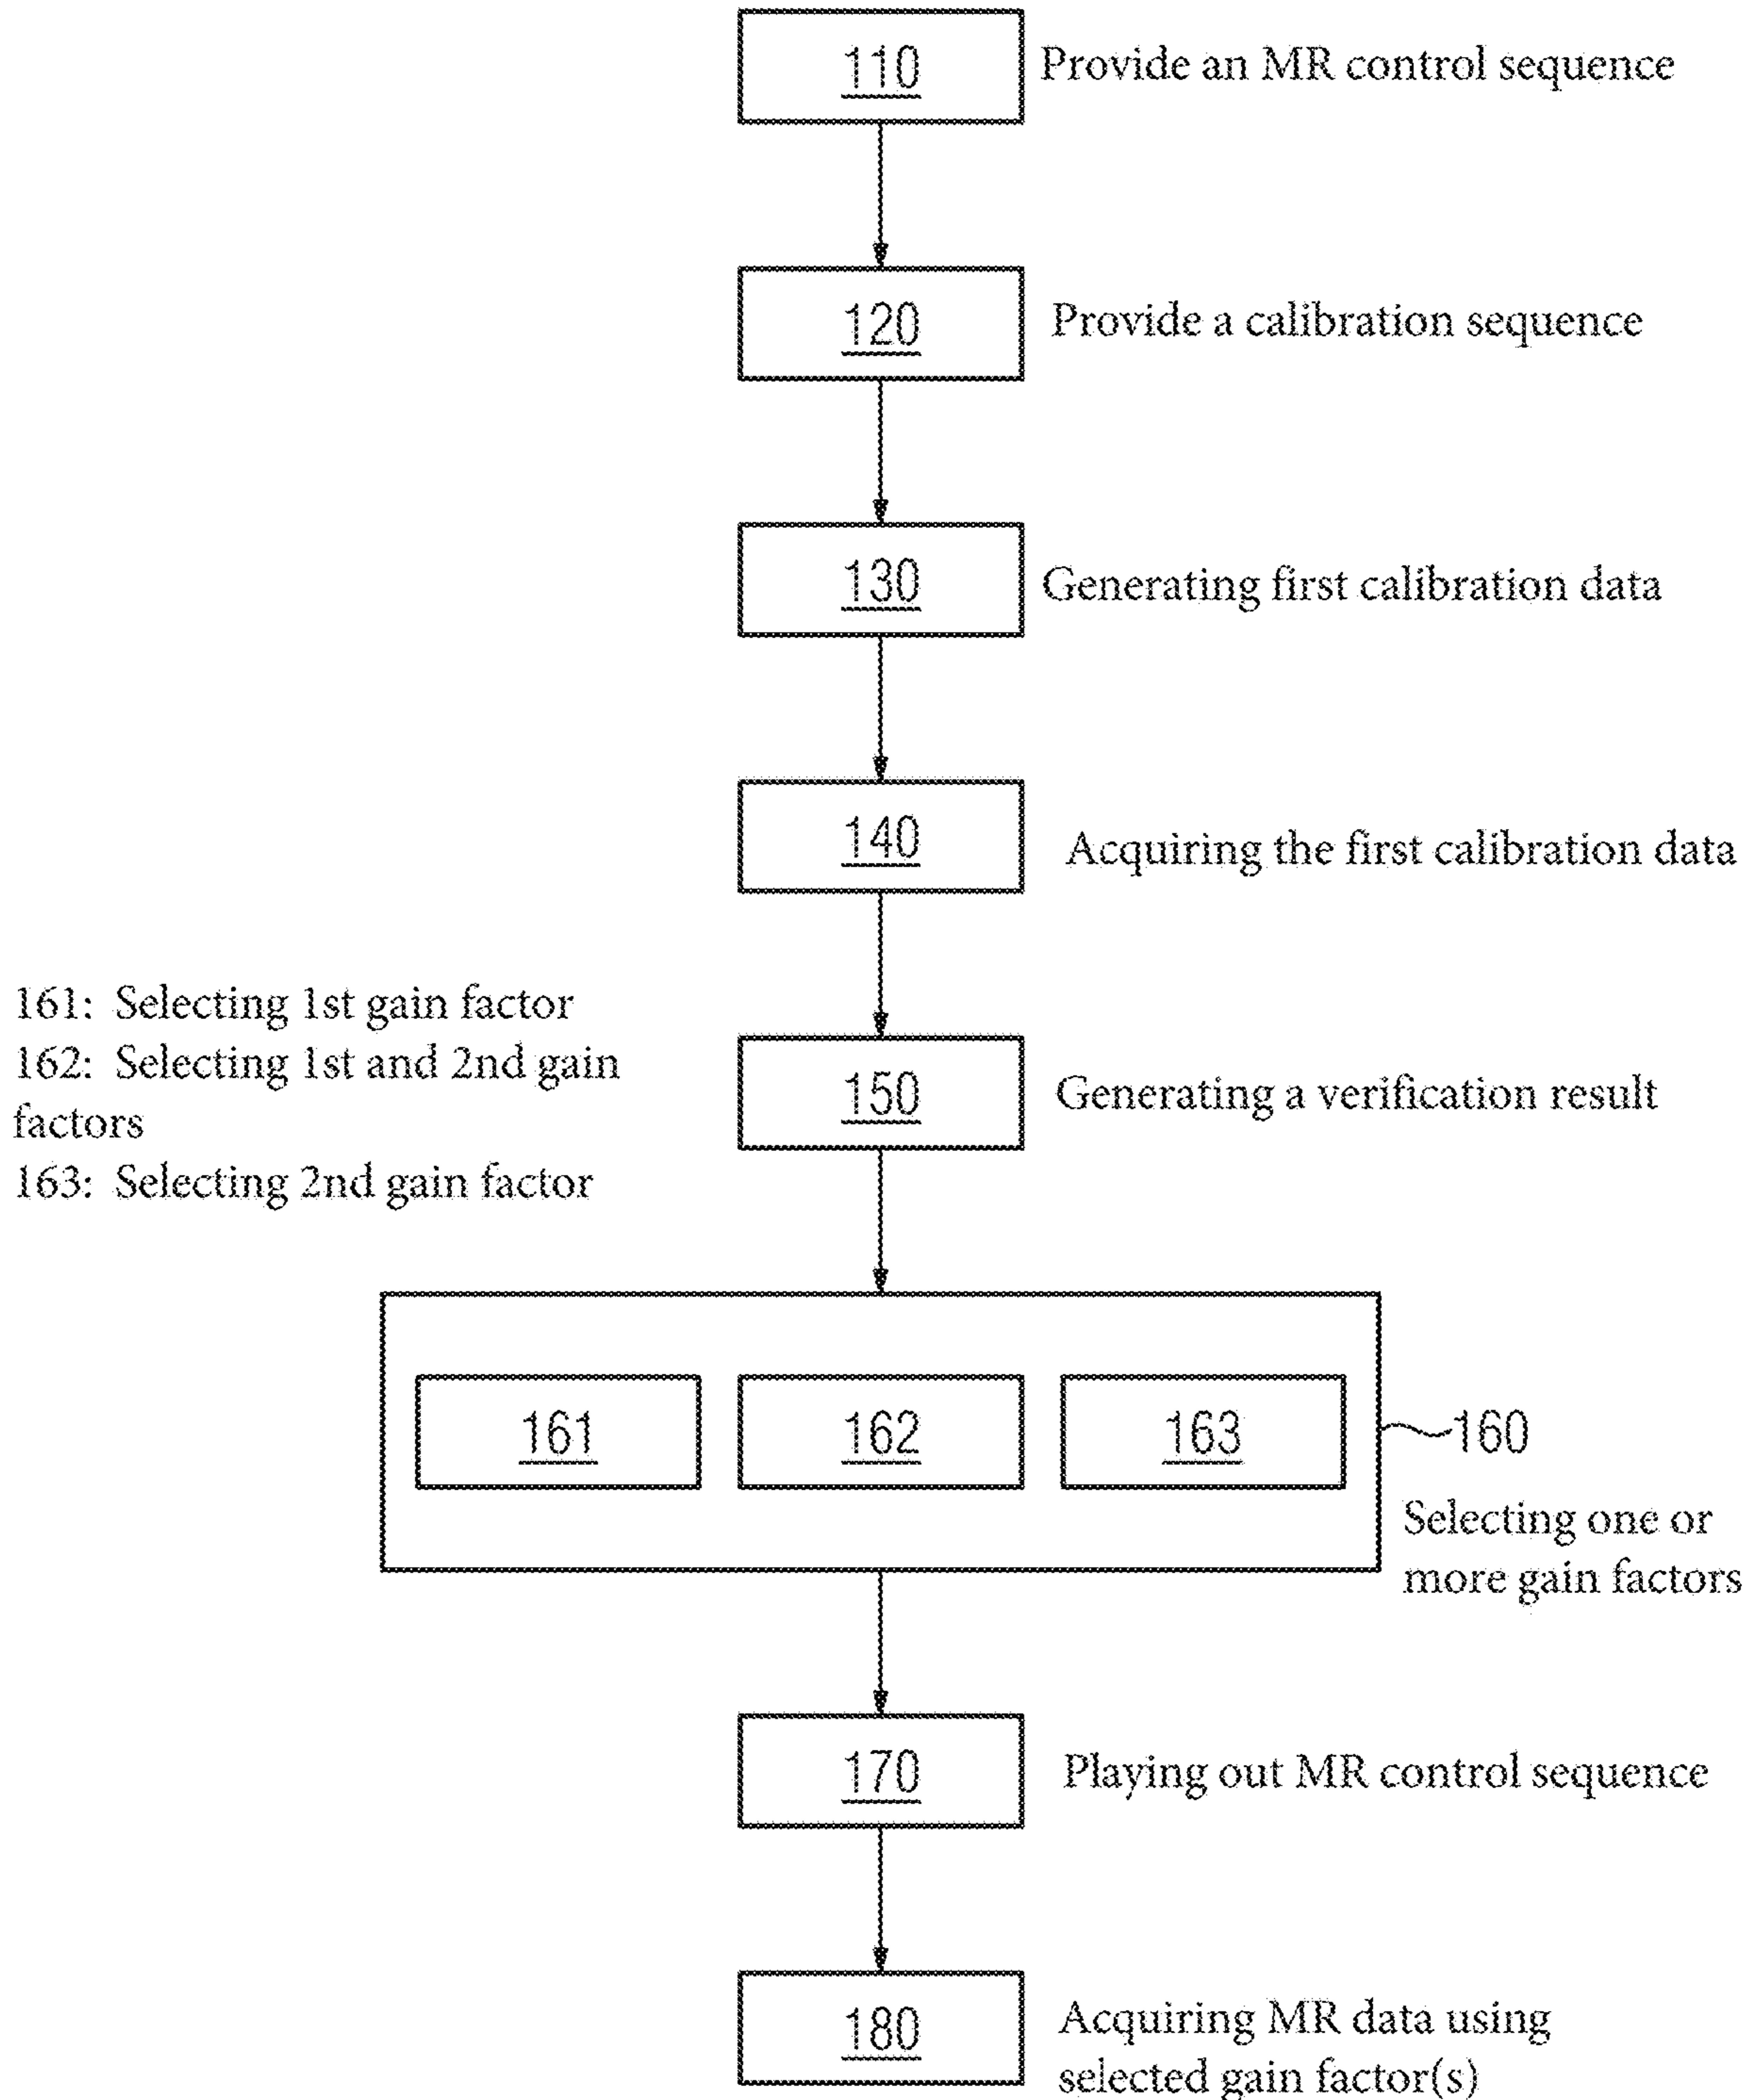 110 Provide an MR control sequence
120 Provide a calibration sequence
130 Generating first calibration data
140 Acquiring the first calibration data
161: Selecting 1st gain factor
162: Selecting 1st and 2nd gain
factors
163: Selecting 2nd gain factor
150 Generating a verification result
161 162 163 160
Selecting one or
more gain factors
170 Playing out MR control sequence
180 Acquiring MR data using
selected gain factor(s)